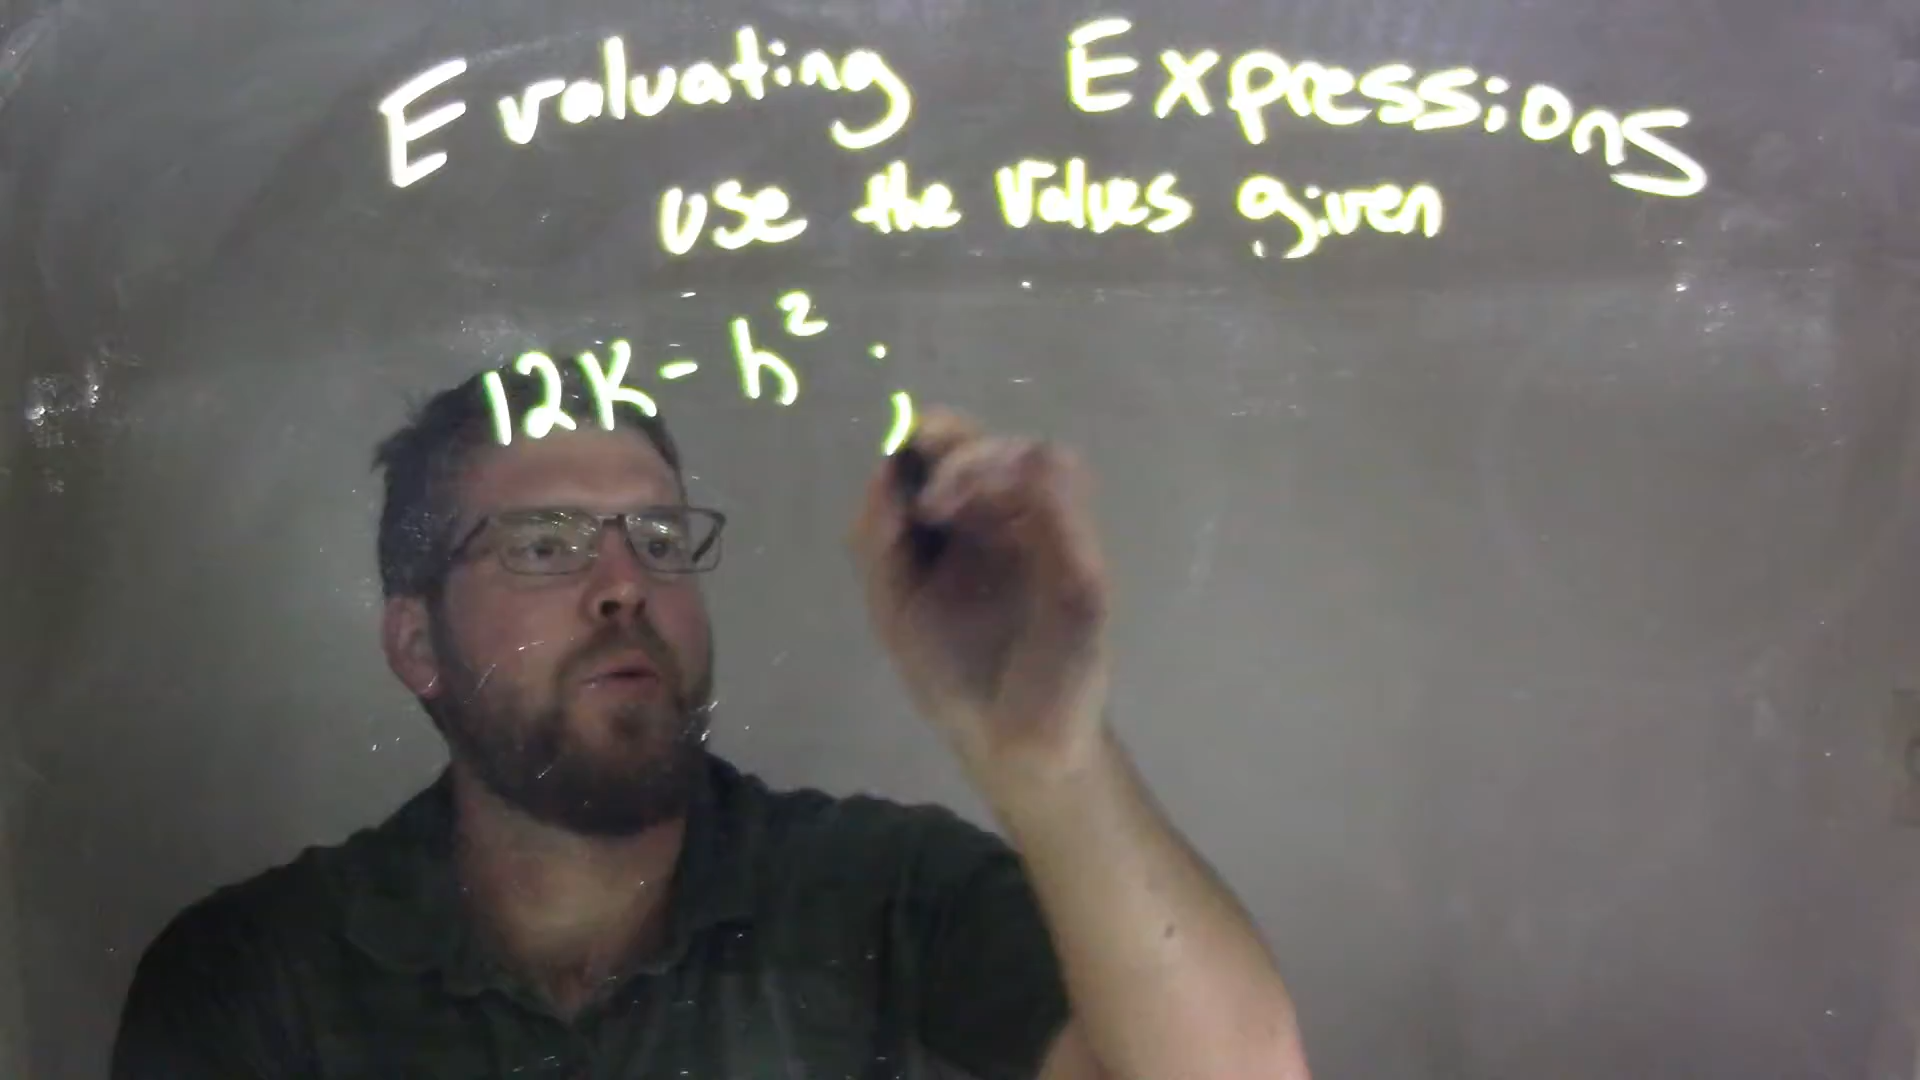 Evaluating Expressions
use the values given
12K - h² ;